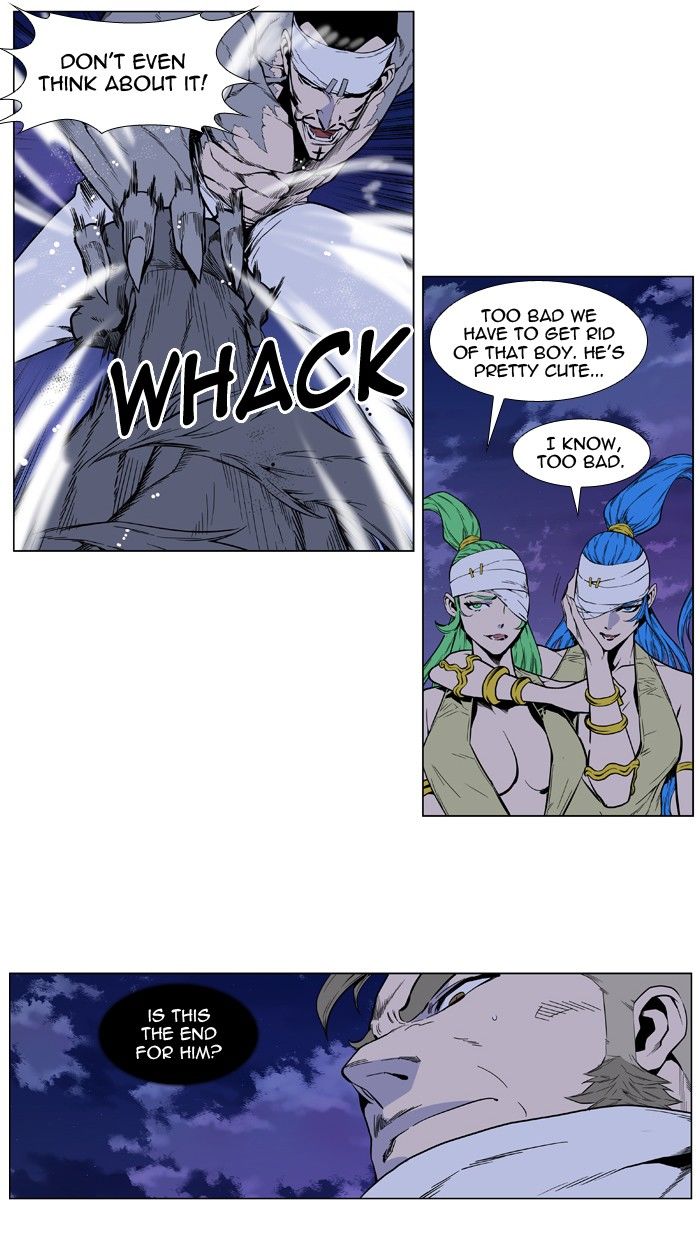 DON'T EVEN
THINK ABOUT IT!
WHACK
TOO BAD WE
HAVE TO GET RID
OF THAT BOY. HE'S
PRETTY CUTE...
I KNOW,
TOO BAD.
IS THIS
THE END
FOR HIM?